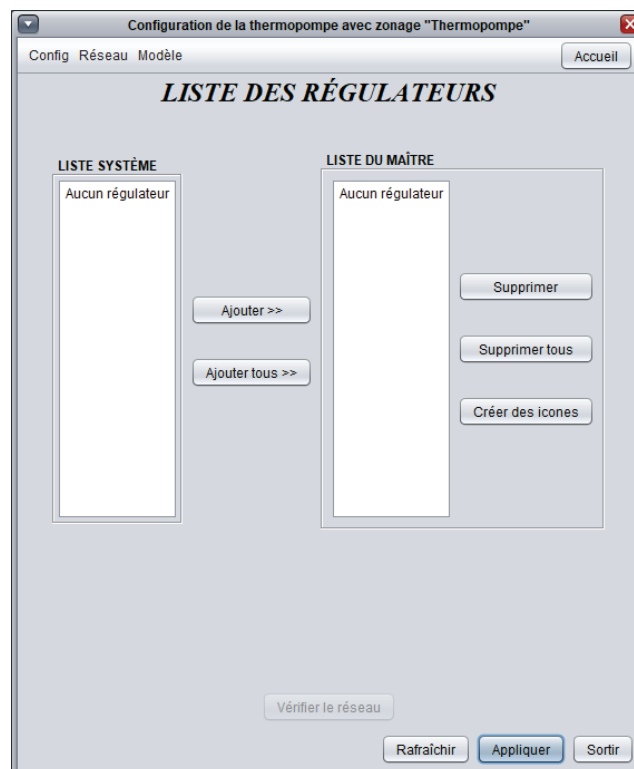 Configuration de la thermopompe avec zonage "Thermopompe"
Config Réseau Modèle
Accueil
LISTE DES RÉGULATEURS
LISTE SYSTÈME
LISTE DU MAÎTRE
Aucun régulateur
Aucun régulateur
Ajouter >>
Ajouter tous >>
Supprimer
Supprimer tous
Créer des icones
Vérifier le réseau
Rafraîchir
Appliquer
Sortir